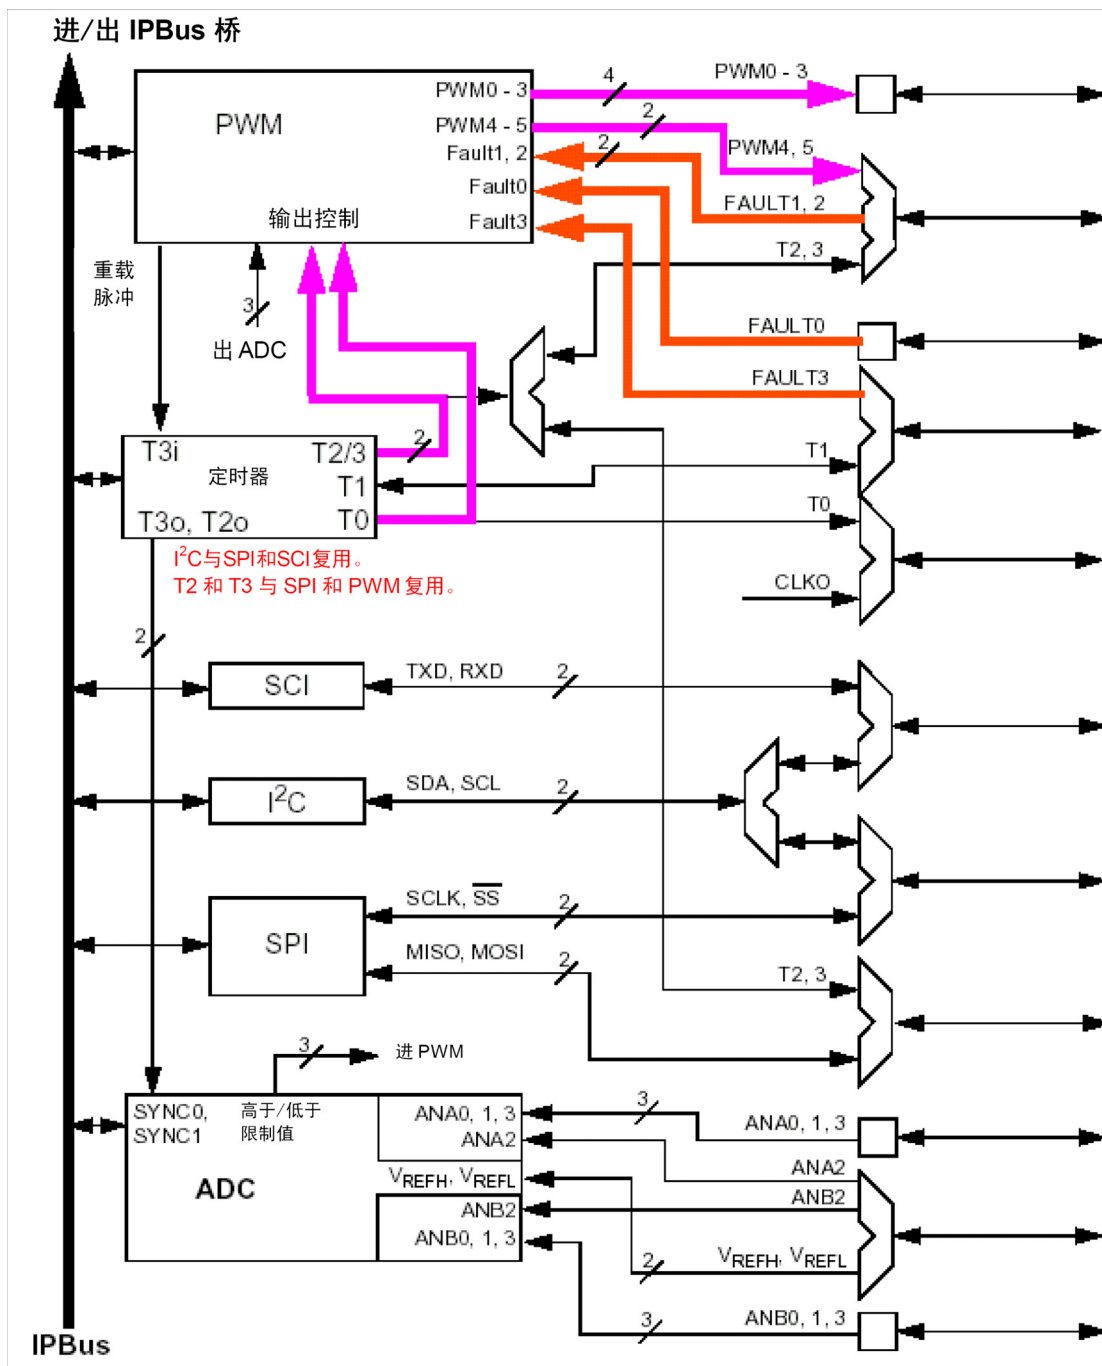 进/出 IPBus 桥
PWM
PWM0 - 3
PWM4 - 5
Fault1, 2
Fault0
Fault3
输出控制
4
PWM0 - 3
2
PWM4, 5
2
FAULT1, 2
T2, 3
FAULT0
FAULT3
T1
T0
CLKO
重载
脉冲
3
出 ADC
T3i
定时器
T2/3
T1
T0
T3o, T2o
2
I²C与SPI和SCI复用。
T2 和 T3 与 SPI 和 PWM 复用。
2
SCI
TXD, RXD
2
I²C
SDA, SCL
2
SPI
SCLK, S̅S̅
2
MISO, MOSI
2
T2, 3
3
进 PWM
SYNC0,
SYNC1
高于/低于
限制值
ADC
ANA0, 1, 3
ANA2
VREFH, VREFL
ANB2
ANB0, 1, 3
3
ANA0, 1, 3
ANA2
ANB2
2
VREFH, VREFL
3
ANB0, 1, 3
IPBus